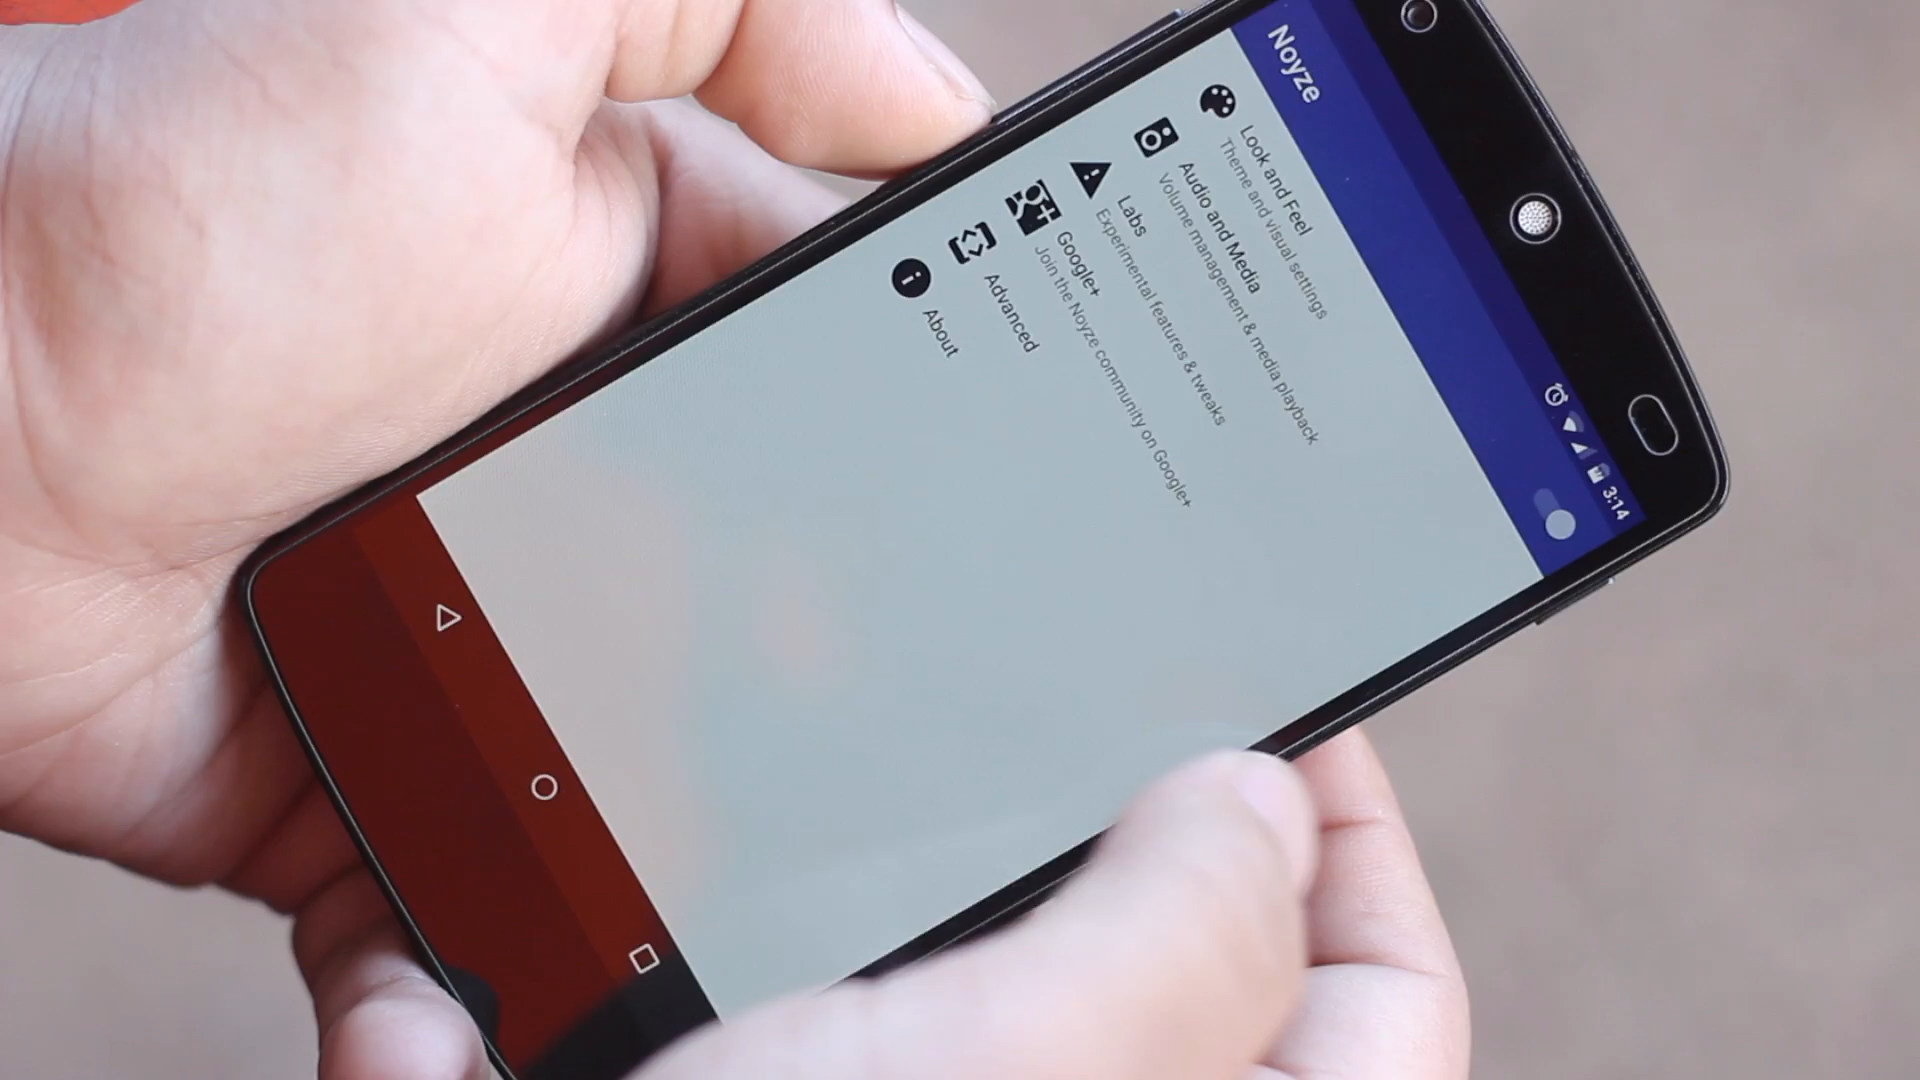 3:14
Noyze
Look and Feel
Theme and visual settings
Audio and Media
Volume management & media playback
Labs
Experimental features & tweaks
Google+
Join the Noyze community on Google+
Advanced
About